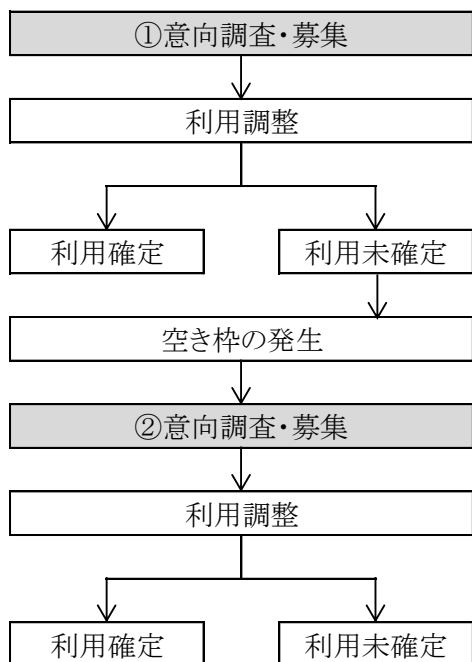 ①意向調査・募集
利用調整
利用確定
利用未確定
空き枠の発生
②意向調査・募集
利用調整
利用確定
利用未確定